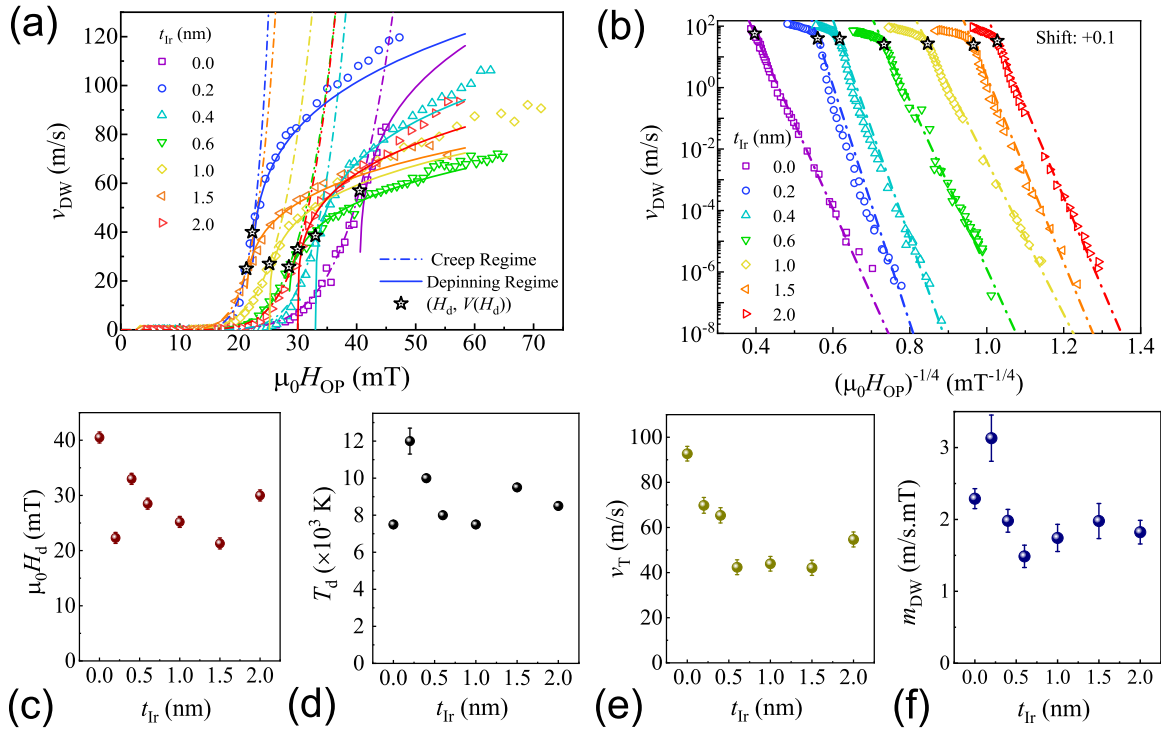 (a)
v_DW (m/s)
120
100
80
60
40
20
0
t_Ir (nm)
0.0
0.2
0.4
0.6
1.0
1.5
2.0
Creep Regime
Depinning Regime
(H_d, V(H_d))
0 10 20 30 40 50 60 70
μ₀H_OP (mT)
(b)
v_DW (m/s)
10²
10⁰
10⁻²
10⁻⁴
10⁻⁶
10⁻⁸
Shift: +0.1
t_Ir (nm)
0.0
0.2
0.4
0.6
1.0
1.5
2.0
0.4 0.6 0.8 1.0 1.2 1.4
(μ₀H_OP)⁻¹/⁴ (mT⁻¹/⁴)
(c)
μ₀H_d (mT)
40
30
20
10
0
0.0 0.5 1.0 1.5 2.0
t_Ir (nm)
(d)
T_d (×10³ K)
12
10
8
6
4
2
0
0.0 0.5 1.0 1.5 2.0
t_Ir (nm)
(e)
v_T (m/s)
100
80
60
40
20
0
0.0 0.5 1.0 1.5 2.0
t_Ir (nm)
(f)
m_DW (m/s.mT)
3
2
1
0
0.0 0.5 1.0 1.5 2.0
t_Ir (nm)